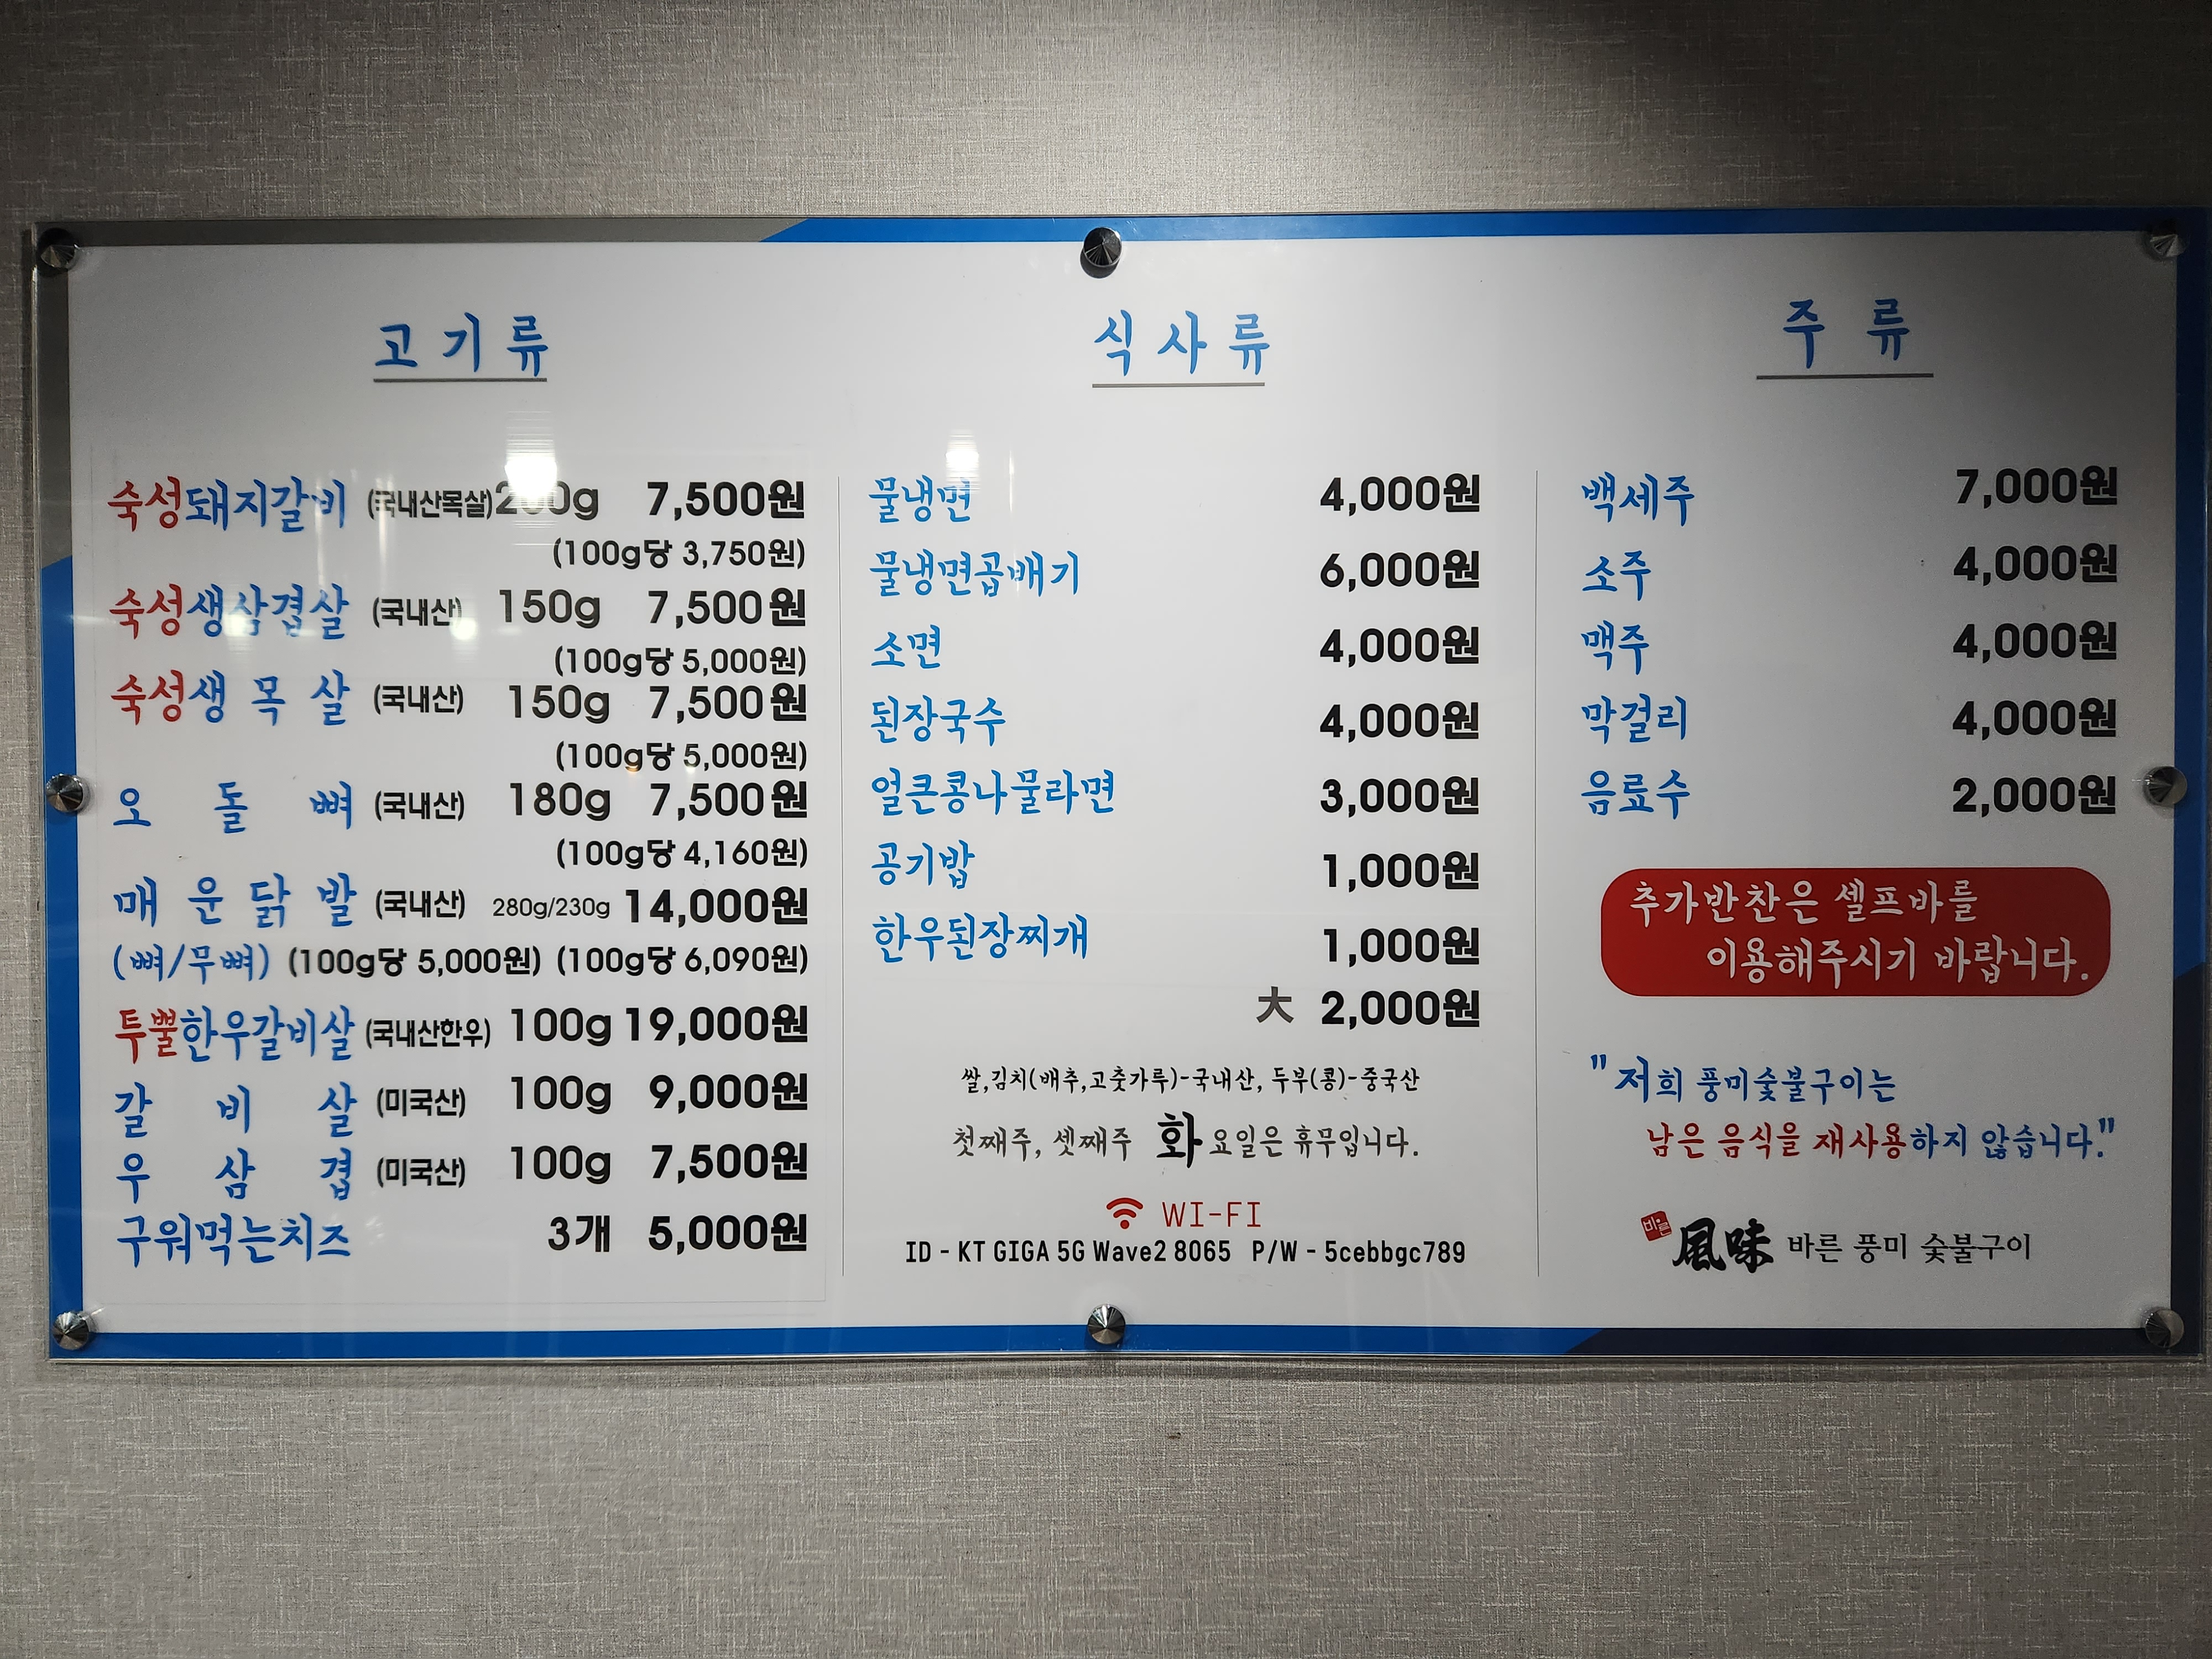 고기류
숙성돼지갈비 (국내산목살) 200g 7,500원
(100g당 3,750원)
숙성생삼겹살 (국내산) 150g 7,500원
(100g당 5,000원)
숙성생목살 (국내산) 150g 7,500원
(100g당 5,000원)
오돌뼈 (국내산) 180g 7,500원
(100g당 4,160원)
매운닭발 (국내산) 280g/230g 14,000원
(뼈/무뼈) (100g당 5,000원) (100g당 6,090원)
투뿔한우갈비살 (국내산한우) 100g 19,000원
갈비살 (미국산) 100g 9,000원
우삼겹 (미국산) 100g 7,500원
구워먹는치즈 3개 5,000원
식사류
물냉면 4,000원
물냉면곱배기 6,000원
소면 4,000원
된장국수 4,000원
얼큰콩나물라면 3,000원
공기밥 1,000원
한우된장찌개 1,000원
大 2,000원
쌀,김치(배추,고춧가루)-국내산, 두부(콩)-중국산
첫째주, 셋째주 화요일은 휴무입니다.
WI-FI
ID - KT GIGA 5G Wave2 8065 P/W - 5cebbgc789
주류
백세주 7,000원
소주 4,000원
맥주 4,000원
막걸리 4,000원
음료수 2,000원
추가반찬은 셀프바를
이용해주시기 바랍니다.
"저희 풍미숯불구이는
남은 음식을 재사용하지 않습니다."
바른 風味 바른 풍미 숯불구이